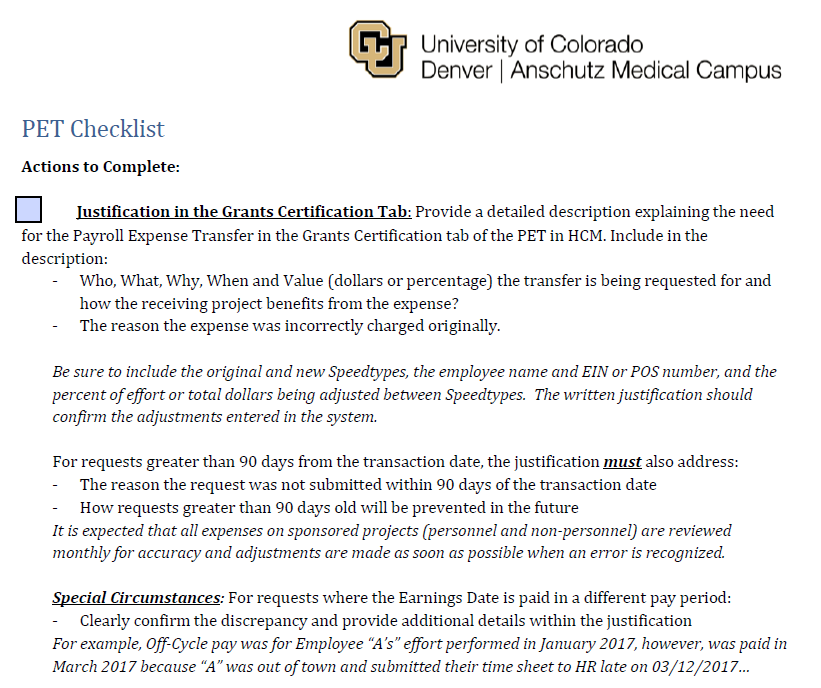 University of Colorado
Denver | Anschutz Medical Campus
PET Checklist
Actions to Complete:
Justification in the Grants Certification Tab: Provide a detailed description explaining the need
for the Payroll Expense Transfer in the Grants Certification tab of the PET in HCM. Include in the
description:
- Who, What, Why, When and Value (dollars or percentage) the transfer is being requested for and
how the receiving project benefits from the expense?
- The reason the expense was incorrectly charged originally.
Be sure to include the original and new Speedtypes, the employee name and EIN or POS number, and the
percent of effort or total dollars being adjusted between Speedtypes.  The written justification should
confirm the adjustments entered in the system.
For requests greater than 90 days from the transaction date, the justification must also address:
- The reason the request was not submitted within 90 days of the transaction date
- How requests greater than 90 days old will be prevented in the future
It is expected that all expenses on sponsored projects (personnel and non-personnel) are reviewed
monthly for accuracy and adjustments are made as soon as possible when an error is recognized.
Special Circumstances: For requests where the Earnings Date is paid in a different pay period:
- Clearly confirm the discrepancy and provide additional details within the justification
For example, Off-Cycle pay was for Employee “A’s” effort performed in January 2017, however, was paid in
March 2017 because “A” was out of town and submitted their time sheet to HR late on 03/12/2017…